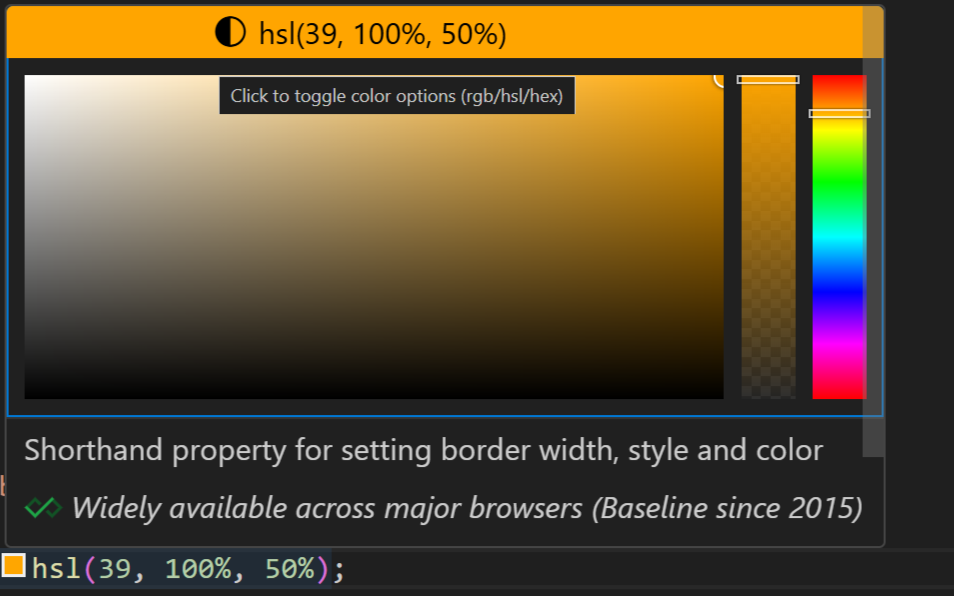 hsl(39, 100%, 50%)
Click to toggle color options (rgb/hsl/hex)
Shorthand property for setting border width, style and color
Widely available across major browsers (Baseline since 2015)
hsl(39, 100%, 50%);